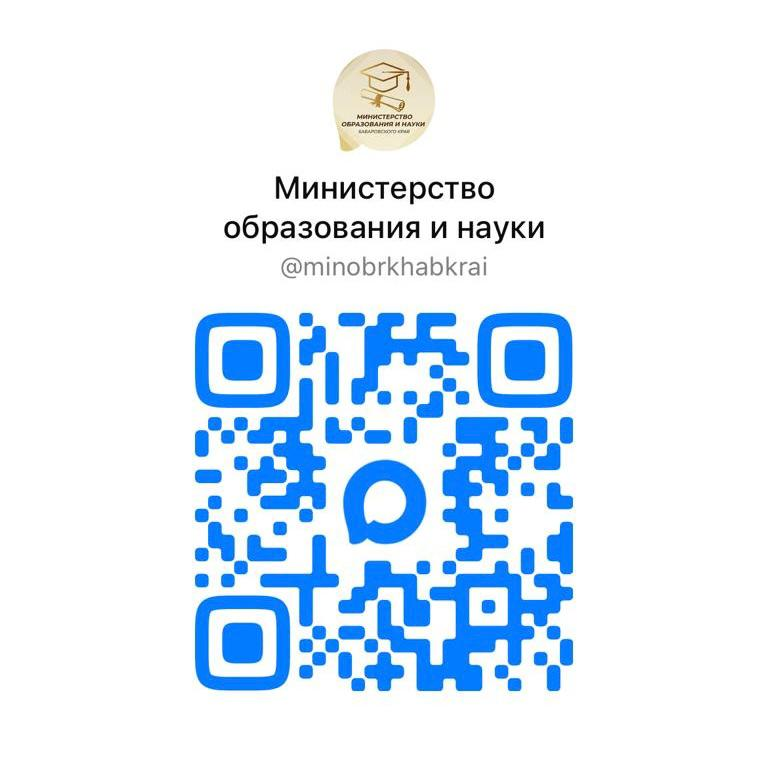 МИНИСТЕРСТВО
ОБРАЗОВАНИЯ И НАУКИ
ХАБАРОВСКОГО КРАЯ
Министерство
образования и науки
@minobrkhabkrai